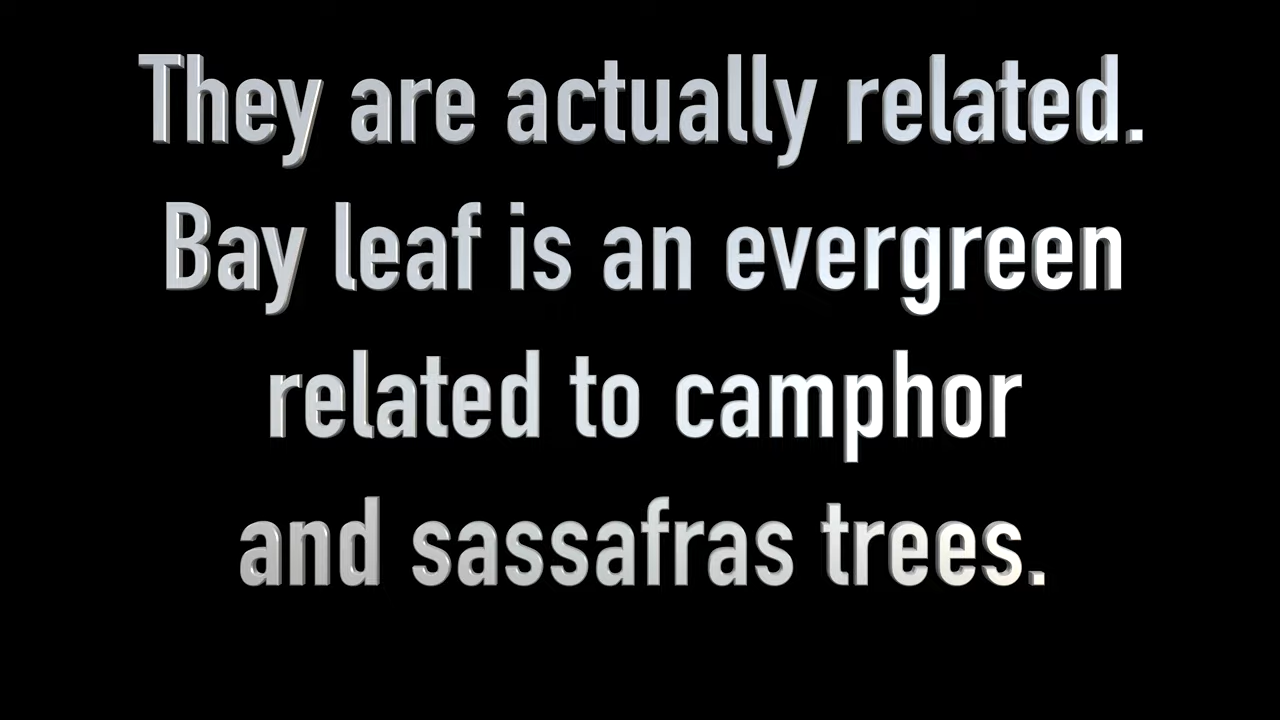 They are actually related.
Bay leaf is an evergreen
related to camphor
and sassafras trees.